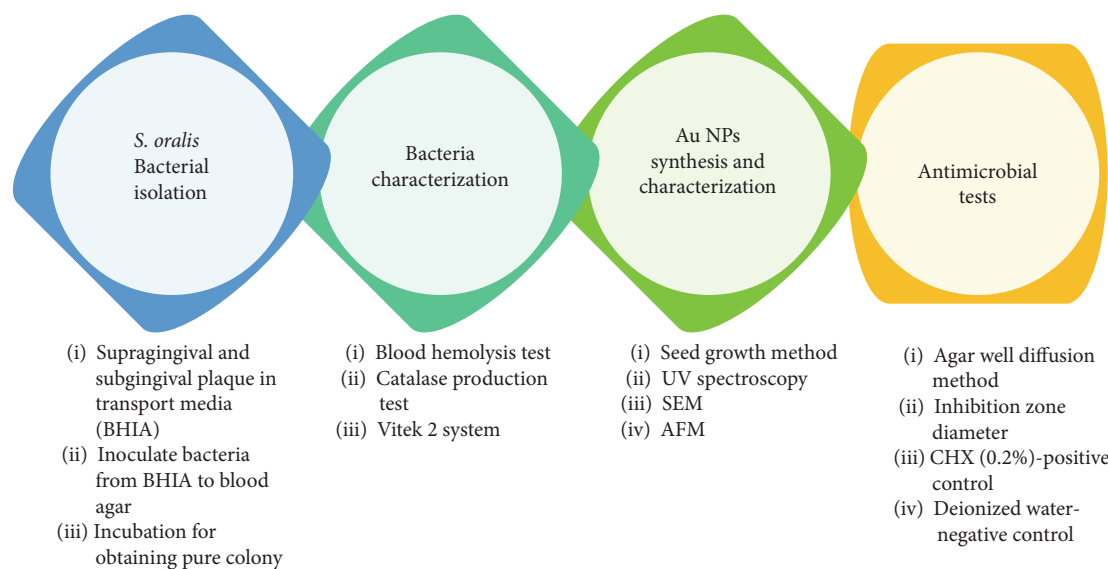 S. oralis
Bacterial
isolation
(i) Supragingival and
subgingival plaque in
transport media
(BHIA)
(ii) Inoculate bacteria
from BHIA to blood
agar
(iii) Incubation for
obtaining pure colony
Bacteria
characterization
(i) Blood hemolysis test
(ii) Catalase production
test
(iii) Vitek 2 system
Au NPs
synthesis and
characterization
(i) Seed growth method
(ii) UV spectroscopy
(iii) SEM
(iv) AFM
Antimicrobial
tests
(i) Agar well diffusion
method
(ii) Inhibition zone
diameter
(iii) CHX (0.2%)-positive
control
(iv) Deionized water-
negative control